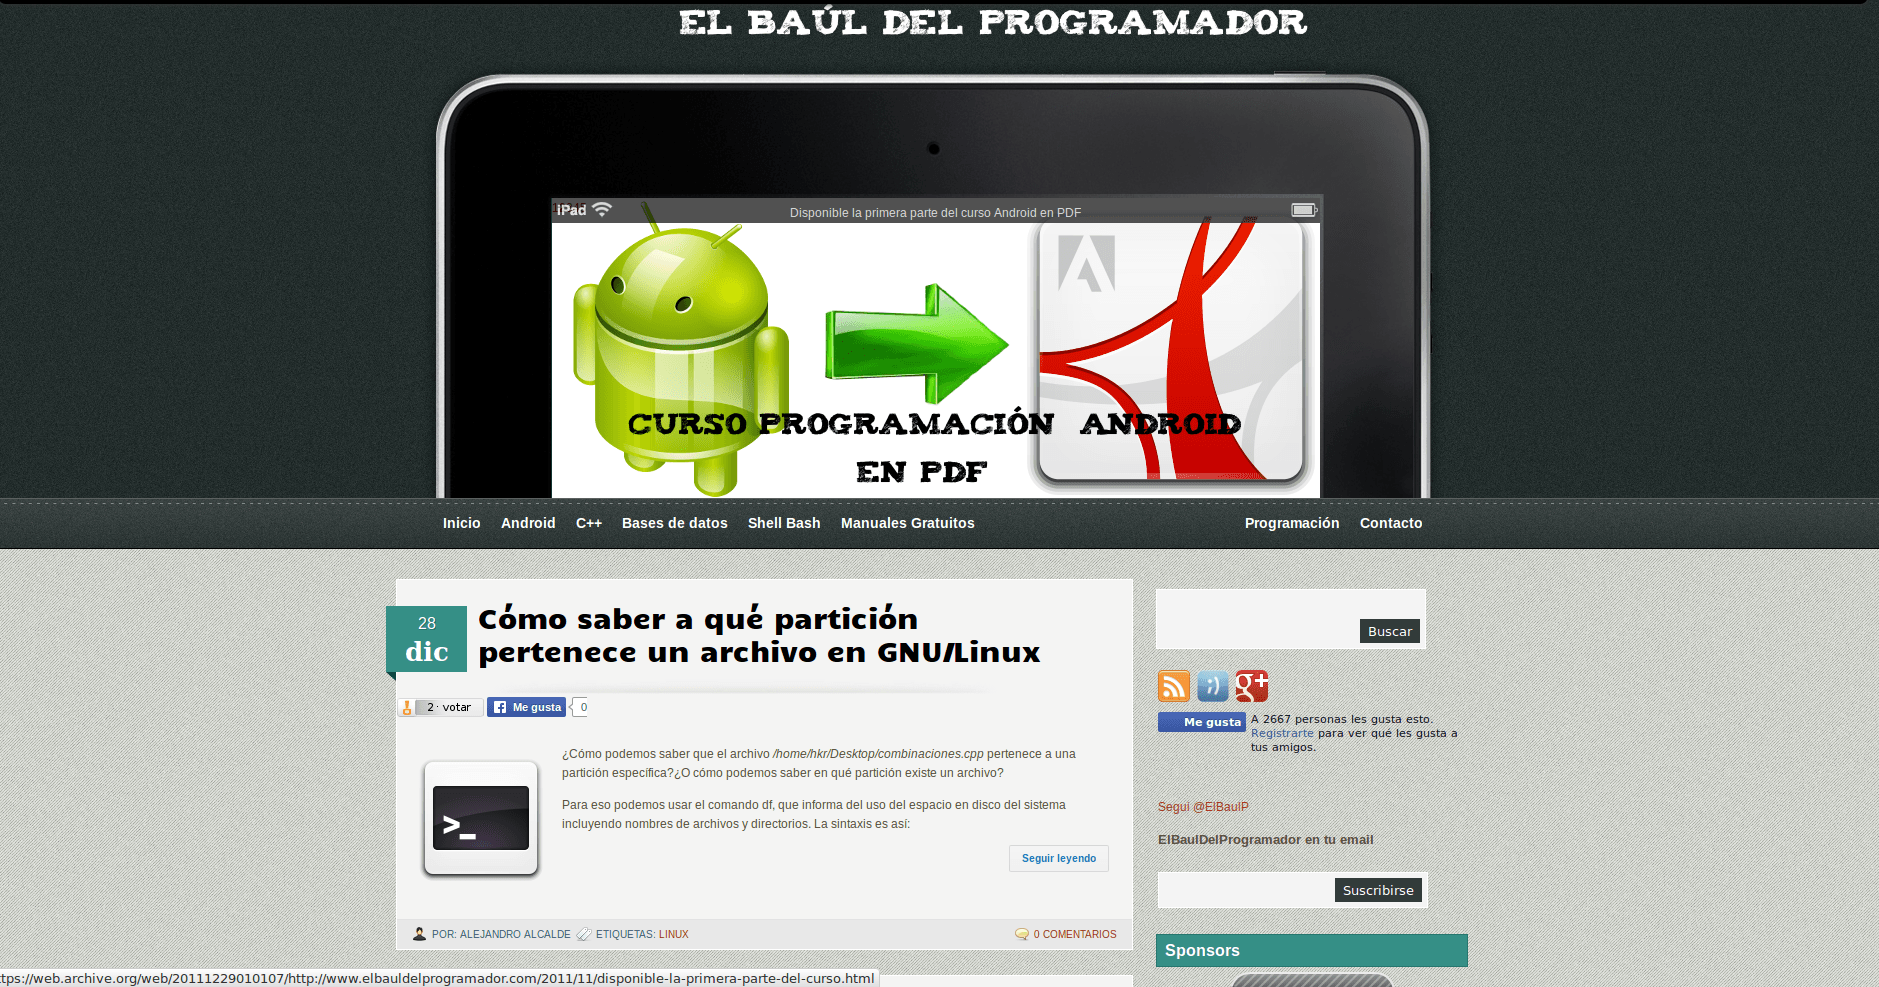 EL BAÚL DEL PROGRAMADOR
iPad
Disponible la primera parte del curso Android en PDF
CURSO PROGRAMACIÓN ANDROID
EN PDF
Inicio Android C++ Bases de datos Shell Bash Manuales Gratuitos Programación Contacto
28
dic
Cómo saber a qué partición
pertenece un archivo en GNU/Linux
2 · votar Me gusta 0
¿Cómo podemos saber que el archivo /home/hkr/Desktop/combinaciones.cpp pertenece a una
partición específica?¿O cómo podemos saber en qué partición existe un archivo?
Para eso podemos usar el comando df, que informa del uso del espacio en disco del sistema
incluyendo nombres de archivos y directorios. La sintaxis es así:
Seguir leyendo
POR: ALEJANDRO ALCALDE ETIQUETAS: LINUX 0 COMENTARIOS
Buscar
g+
Me gusta A 2667 personas les gusta esto.
Registrarte para ver qué les gusta a
tus amigos.
Segui @ElBaulP
ElBaulDelProgramador en tu email
Suscribirse
Sponsors
ttps://web.archive.org/web/20111229010107/http://www.elbauldelprogramador.com/2011/11/disponible-la-primera-parte-del-curso.html